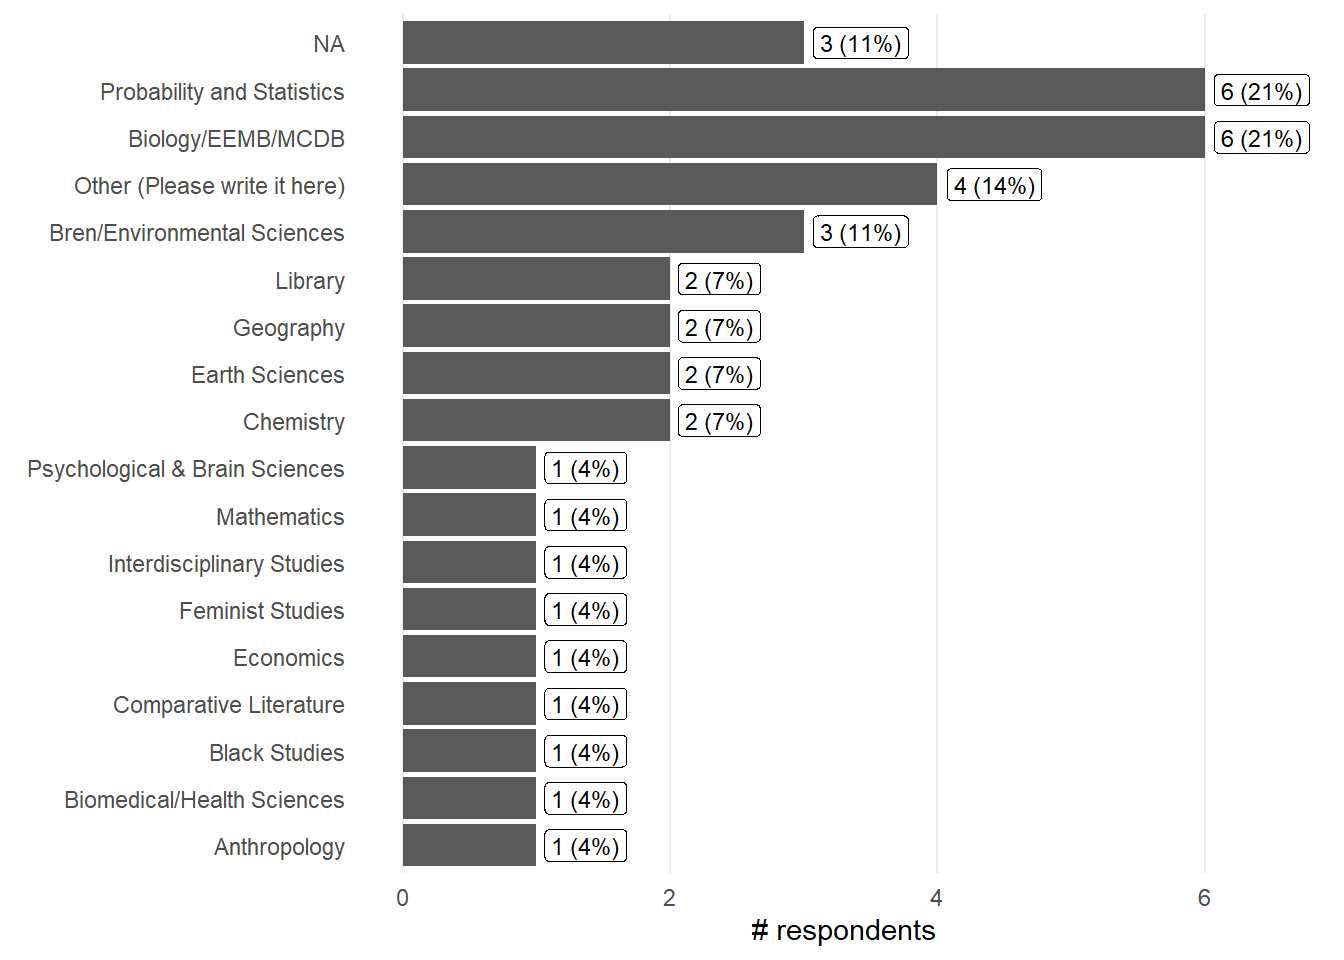 NA 3 (11%)
Probability and Statistics 6 (21%)
Biology/EEMB/MCDB 6 (21%)
Other (Please write it here) 4 (14%)
Bren/Environmental Sciences 3 (11%)
Library 2 (7%)
Geography 2 (7%)
Earth Sciences 2 (7%)
Chemistry 2 (7%)
Psychological & Brain Sciences 1 (4%)
Mathematics 1 (4%)
Interdisciplinary Studies 1 (4%)
Feminist Studies 1 (4%)
Economics 1 (4%)
Comparative Literature 1 (4%)
Black Studies 1 (4%)
Biomedical/Health Sciences 1 (4%)
Anthropology 1 (4%)
0 2 4 6
# respondents